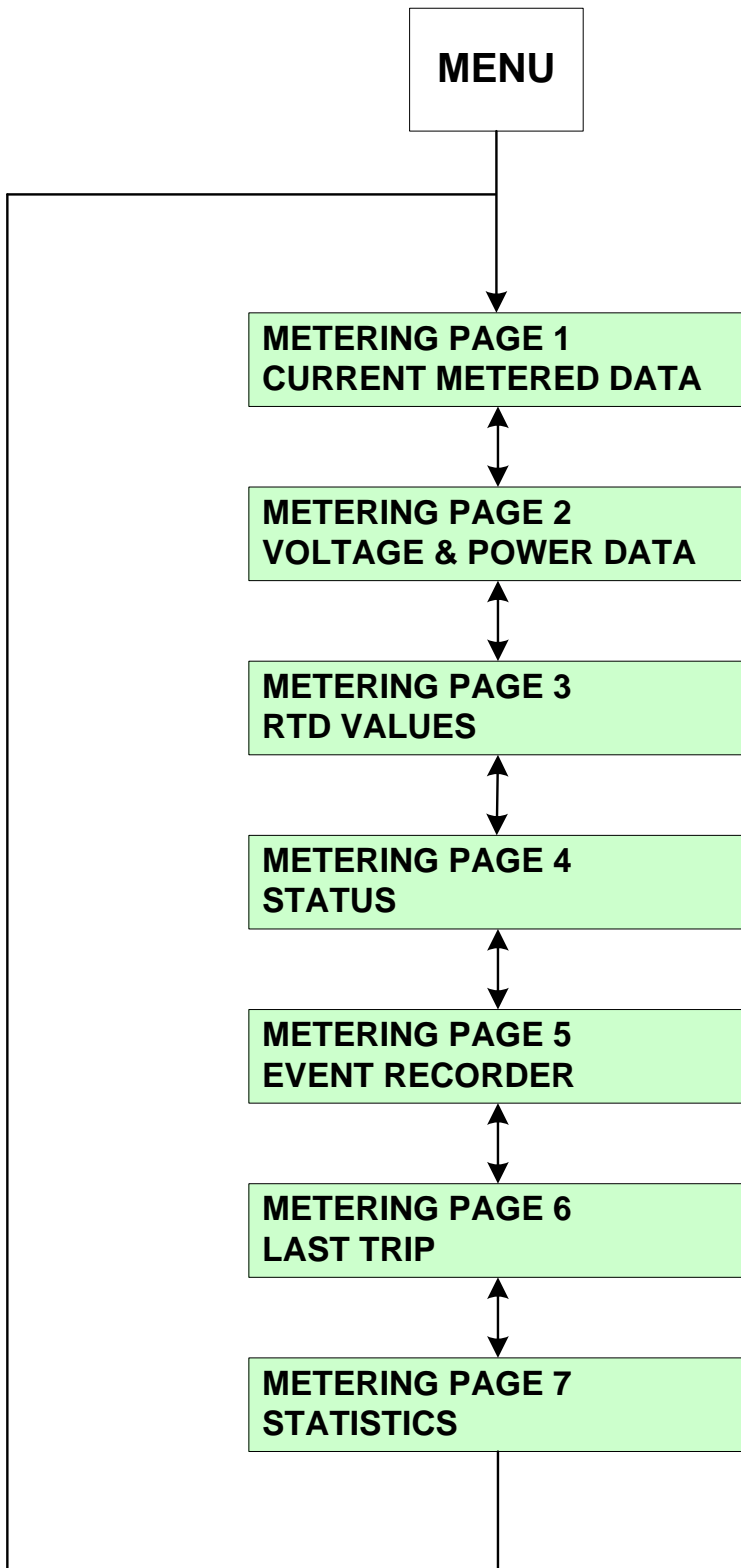 MENU
METERING PAGE 1
CURRENT METERED DATA
METERING PAGE 2
VOLTAGE & POWER DATA
METERING PAGE 3
RTD VALUES
METERING PAGE 4
STATUS
METERING PAGE 5
EVENT RECORDER
METERING PAGE 6
LAST TRIP
METERING PAGE 7
STATISTICS